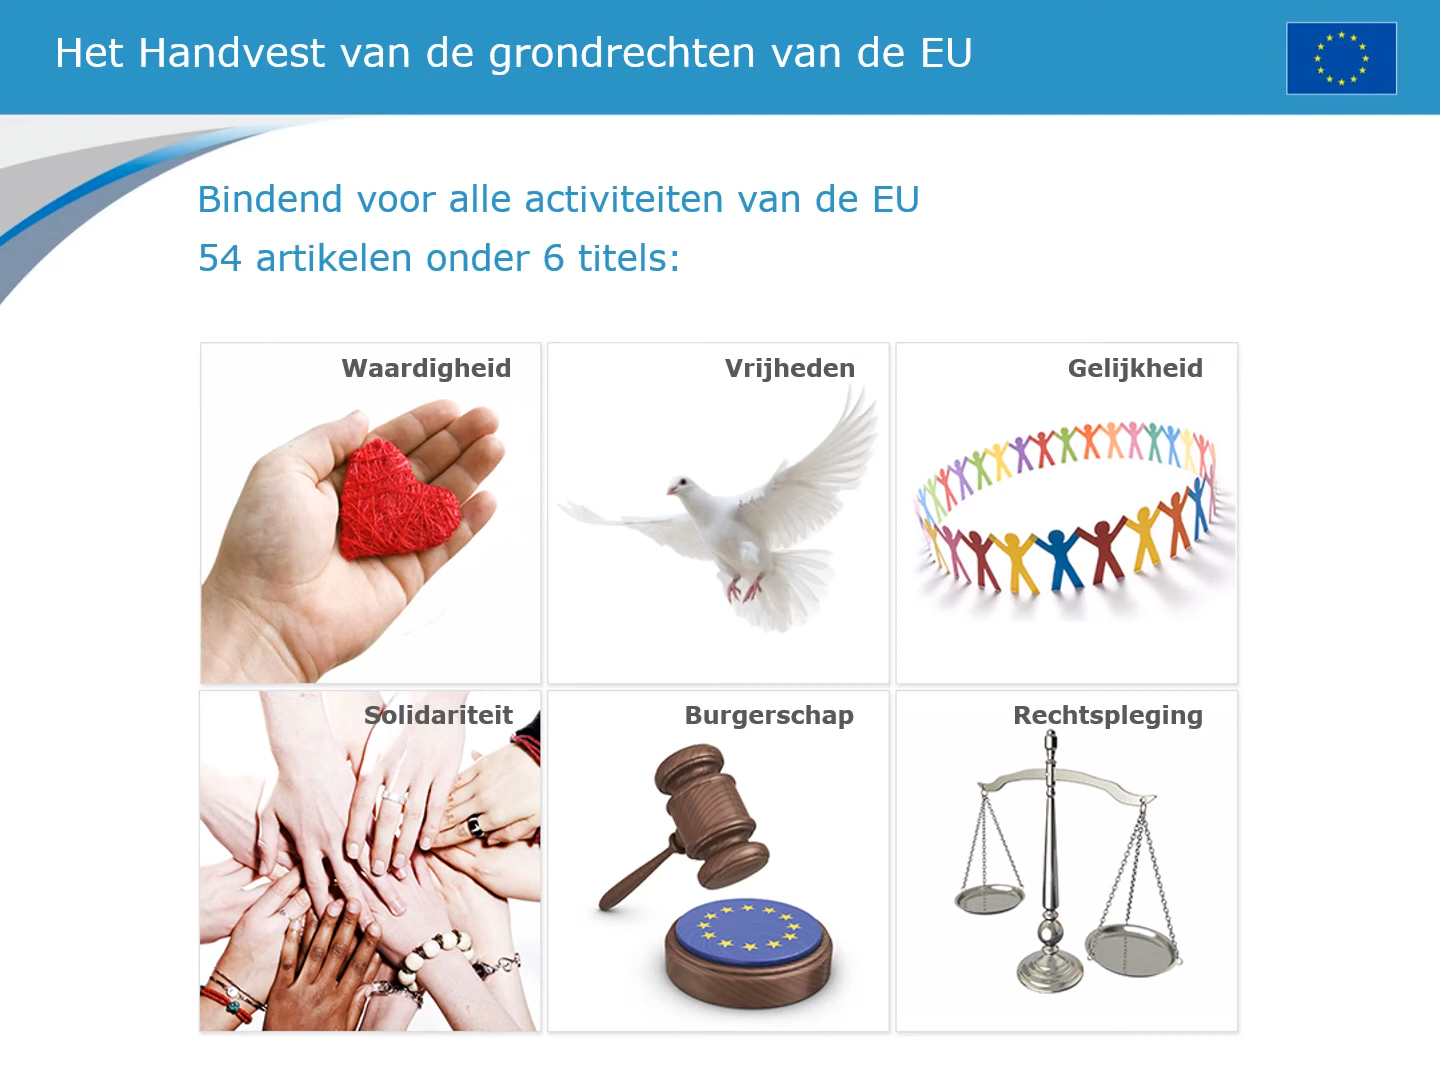 Het Handvest van de grondrechten van de EU
Bindend voor alle activiteiten van de EU
54 artikelen onder 6 titels:
Waardigheid
Vrijheden
Gelijkheid
Solidariteit
Burgerschap
Rechtspleging